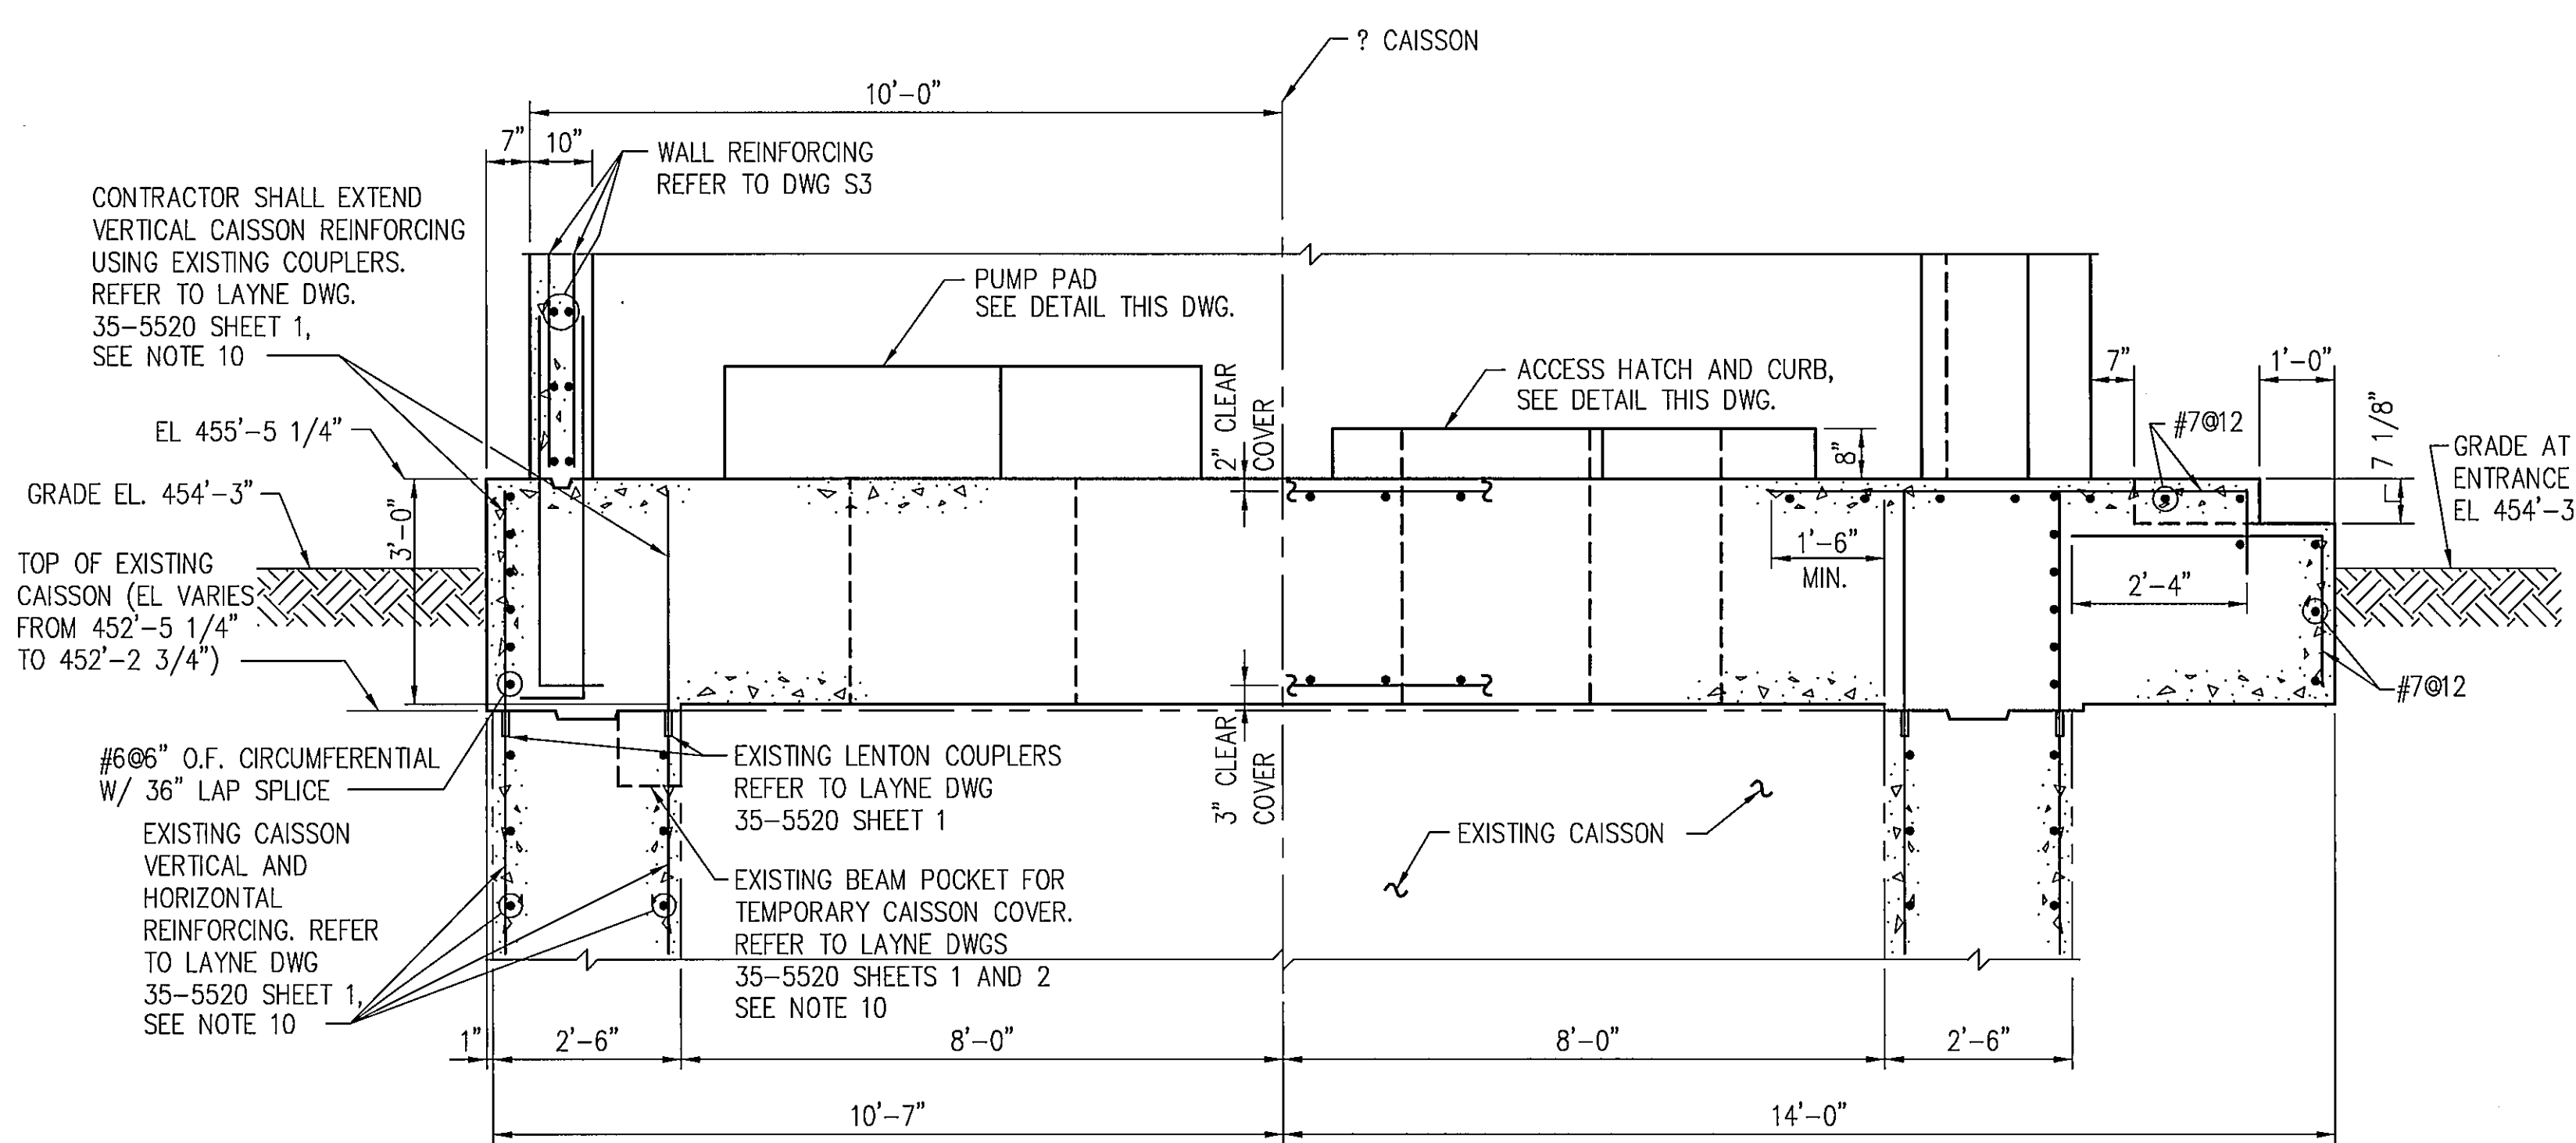 ? CAISSON
10'-0"
7"
10"
WALL REINFORCING
REFER TO DWG S3
CONTRACTOR SHALL EXTEND
VERTICAL CAISSON REINFORCING
USING EXISTING COUPLERS.
REFER TO LAYNE DWG.
35-5520 SHEET 1,
SEE NOTE 10
PUMP PAD
SEE DETAIL THIS DWG.
2" CLEAR
COVER
ACCESS HATCH AND CURB,
SEE DETAIL THIS DWG.
8"
7"
1'-0"
#7@12
7 1/8"
GRADE AT
ENTRANCE
EL 454'-3
EL 455'-5 1/4"
GRADE EL. 454'-3"
3'-0"
TOP OF EXISTING
CAISSON (EL VARIES
FROM 452'-5 1/4"
TO 452'-2 3/4")
1'-6"
MIN.
2'-4"
#7@12
#6@6" O.F. CIRCUMFERENTIAL
W/ 36" LAP SPLICE
EXISTING LENTON COUPLERS
REFER TO LAYNE DWG
35-5520 SHEET 1
3" CLEAR
COVER
EXISTING CAISSON
EXISTING CAISSON
VERTICAL AND
HORIZONTAL
REINFORCING. REFER
TO LAYNE DWG
35-5520 SHEET 1,
SEE NOTE 10
EXISTING BEAM POCKET FOR
TEMPORARY CAISSON COVER.
REFER TO LAYNE DWGS
35-5520 SHEETS 1 AND 2
SEE NOTE 10
1"
2'-6"
8'-0"
8'-0"
2'-6"
10'-7"
14'-0"